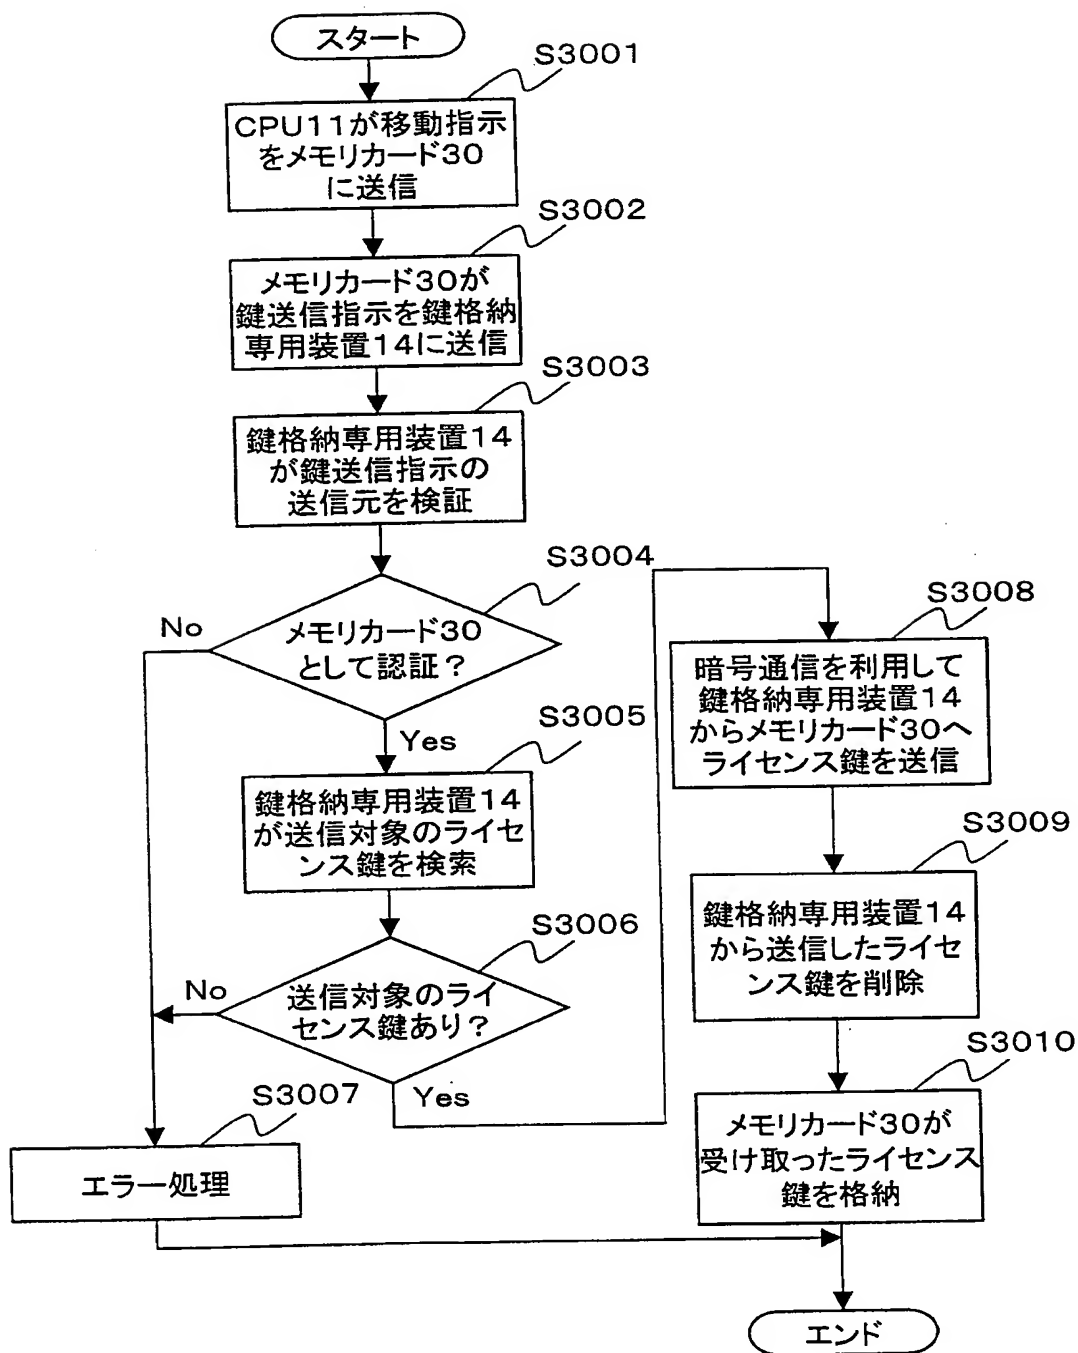 スタート
S3001
CPU11が移動指示
をメモリカード30
に送信
S3002
メモリカード30が
鍵送信指示を鍵格納
専用装置14に送信
S3003
鍵格納専用装置14
が鍵送信指示の
送信元を検証
S3004
No
メモリカード30
として認証?
Yes
S3005
鍵格納専用装置14
が送信対象のライセ
ンス鍵を検索
S3006
No
送信対象のライ
センス鍵あり?
Yes
S3007
エラー処理
S3008
暗号通信を利用して
鍵格納専用装置14
からメモリカード30へ
ライセンス鍵を送信
S3009
鍵格納専用装置14
から送信したライセ
ンス鍵を削除
S3010
メモリカード30が
受け取ったライセンス
鍵を格納
エンド